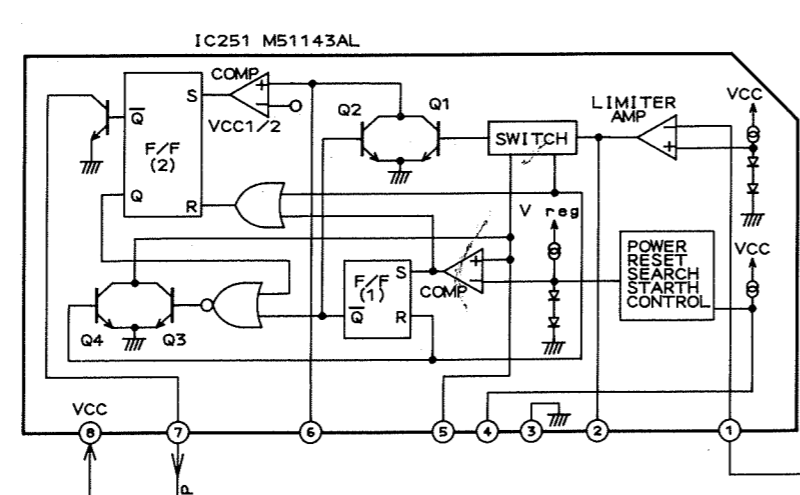 IC251 M51143AL
COMP
S
+
−
VCC1/2
Q̅
F/F
(2)
Q
R
Q2
Q1
SWITCH
LIMITER
AMP
−
+
VCC
V reg
POWER
RESET
SEARCH
STARTH
CONTROL
VCC
F/F
(1)
S
COMP
+
−
Q̅
R
Q4
Q3
VCC
8
7
6
5
4
3
2
1
P